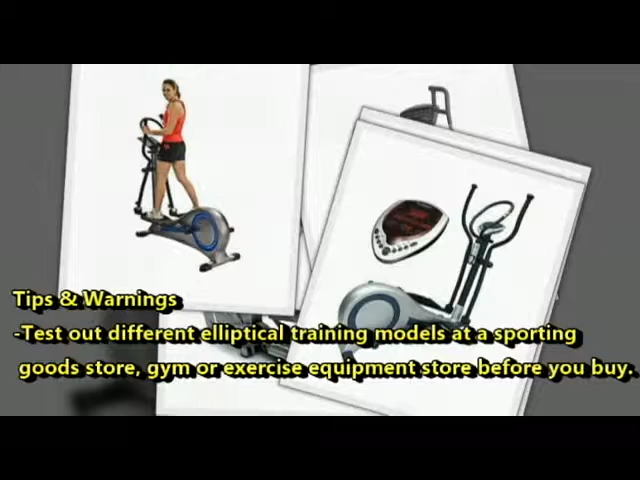 Tips & Warnings
-Test out different elliptical training models at a sporting
goods store, gym or exercise equipment store before you buy.